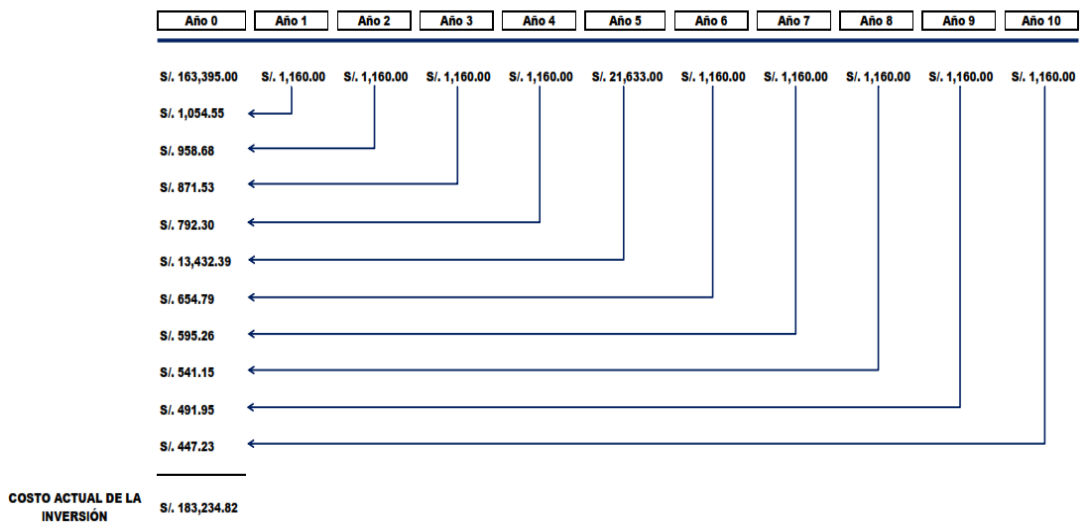 Año 0 Año 1 Año 2 Año 3 Año 4 Año 5 Año 6 Año 7 Año 8 Año 9 Año 10
S/. 163,395.00 S/. 1,160.00 S/. 1,160.00 S/. 1,160.00 S/. 1,160.00 S/. 21,633.00 S/. 1,160.00 S/. 1,160.00 S/. 1,160.00 S/. 1,160.00 S/. 1,160.00
S/. 1,054.55
S/. 958.68
S/. 871.53
S/. 792.30
S/. 13,432.39
S/. 654.79
S/. 595.26
S/. 541.15
S/. 491.95
S/. 447.23
COSTO ACTUAL DE LA
INVERSIÓN
S/. 183,234.82